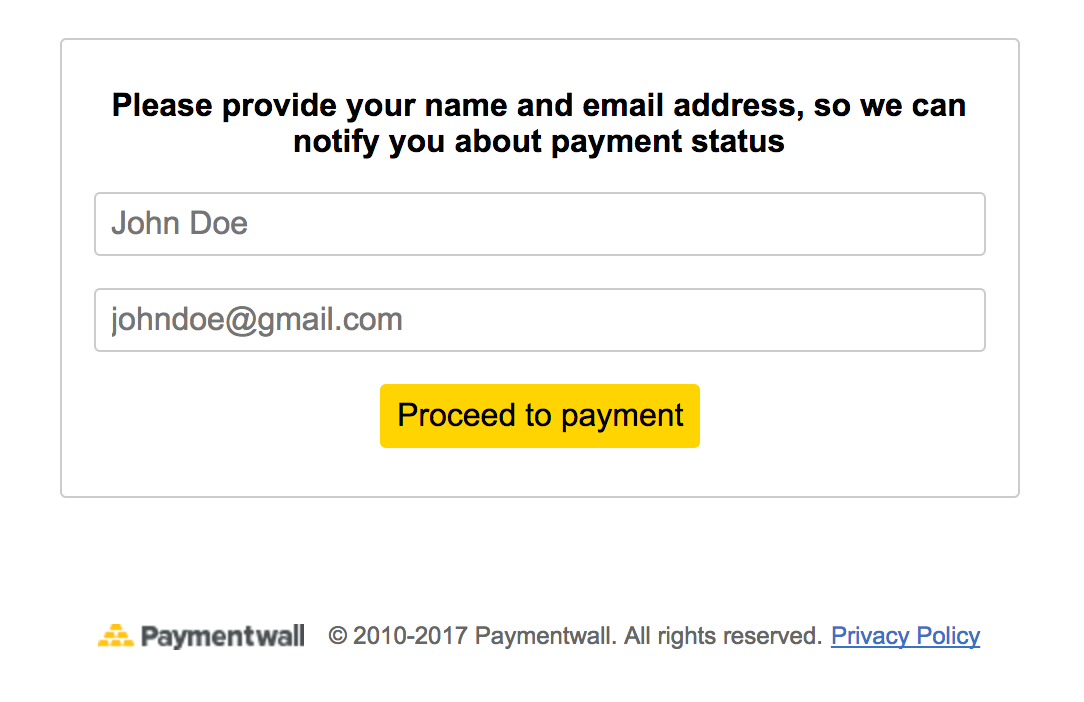 Please provide your name and email address, so we can
notify you about payment status
John Doe
johndoe@gmail.com
Proceed to payment
Paymentwall © 2010-2017 Paymentwall. All rights reserved. Privacy Policy